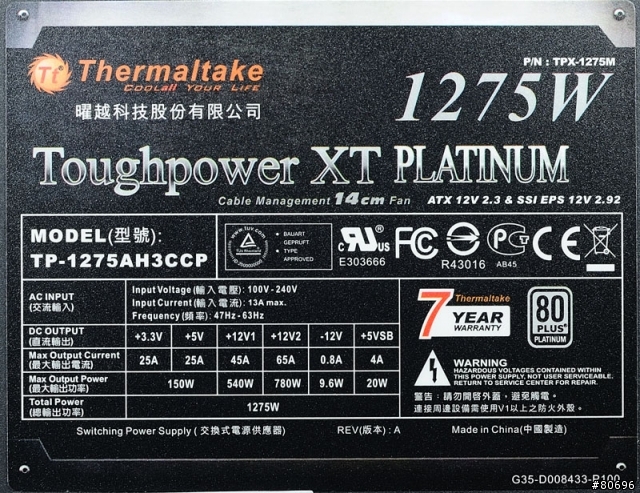 Tt Thermaltake
COOLall YOUR LIFE
曜越科技股份有限公司
P/N : TPX-1275M
1275W
Toughpower XT PLATINUM
Cable Management 14cm Fan ATX 12V 2.3 & SSI EPS 12V 2.92
MODEL(型號):
TP-1275AH3CCP
BAUART
GEPRUFT
TYPE
APPROVED
E303666
R43016
AB45
AC INPUT
(交流輸入)
Input Voltage (輸入電壓): 100V - 240V
Input Current (輸入電流): 13A max.
Frequency (頻率): 47Hz - 63Hz
DC OUTPUT
(直流輸出)
+3.3V +5V +12V1 +12V2 -12V +5VSB
Max Output Current
(最大輸出電流)
25A 25A 45A 65A 0.8A 4A
Max Output Power
(最大輸出功率)
150W 540W 780W 9.6W 20W
Total Power
(總輸出功率)
1275W
Thermaltake
7 YEAR
WARRANTY
80
PLUS
PLATINUM
WARNING
HAZARDOUS VOLTAGES CONTAINED WITHIN
THIS POWER SUPPLY, NOT USER SERVICEABLE.
RETURN TO SERVICE CENTER FOR REPAIR.
警告: 請勿開啓外蓋, 避免觸電。
連接周邊設備需使用V1以上之防火外殼。
Switching Power Supply ( 交換式電源供應器) REV(版本) : A Made in China(中國製造)
G35-D008433-P100
#80696